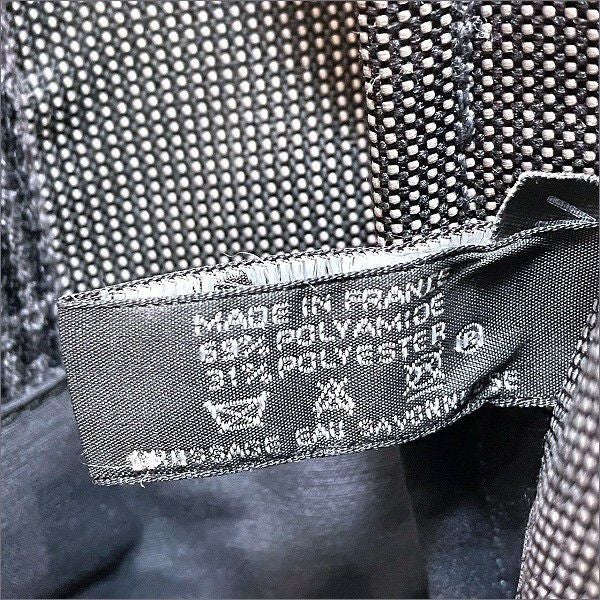 MADE IN FRANCE
69% POLYAMIDE
31% POLYESTER
EAU SAVONNEUSE